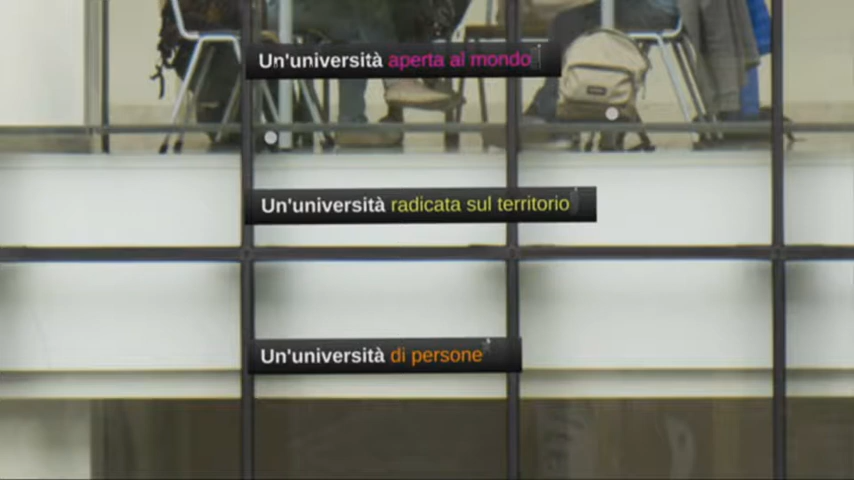 Un'università aperta al mondo
Un'università radicata sul territorio
Un'università di persone